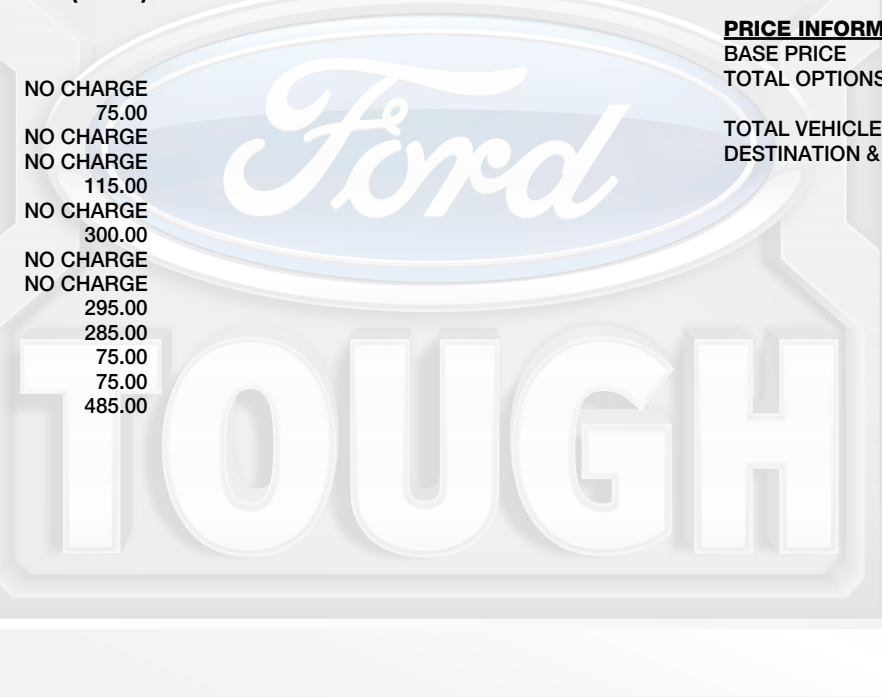 NO CHARGE
75.00
NO CHARGE
NO CHARGE
115.00
NO CHARGE
300.00
NO CHARGE
NO CHARGE
295.00
285.00
75.00
75.00
485.00
PRICE INFORM
BASE PRICE
TOTAL OPTIONS
TOTAL VEHICLE
DESTINATION &
Ford
TOUGH